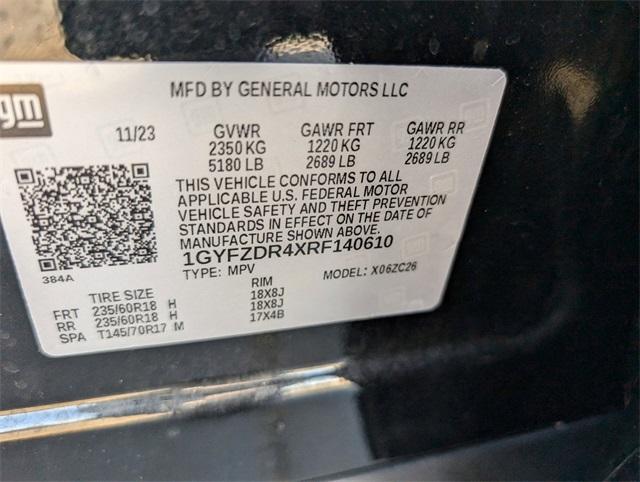 gm
MFD BY GENERAL MOTORS LLC
11/23 GVWR GAWR FRT GAWR RR
2350 KG 1220 KG 1220 KG
5180 LB 2689 LB 2689 LB
THIS VEHICLE CONFORMS TO ALL
APPLICABLE U.S. FEDERAL MOTOR
VEHICLE SAFETY AND THEFT PREVENTION
STANDARDS IN EFFECT ON THE DATE OF
MANUFACTURE SHOWN ABOVE.
1GYFZDR4XRF140610
384A
TYPE: MPV MODEL: X06ZC26
TIRE SIZE RIM
FRT 235/60R18 H 18X8J
RR 235/60R18 H 18X8J
SPA T145/70R17 M 17X4B